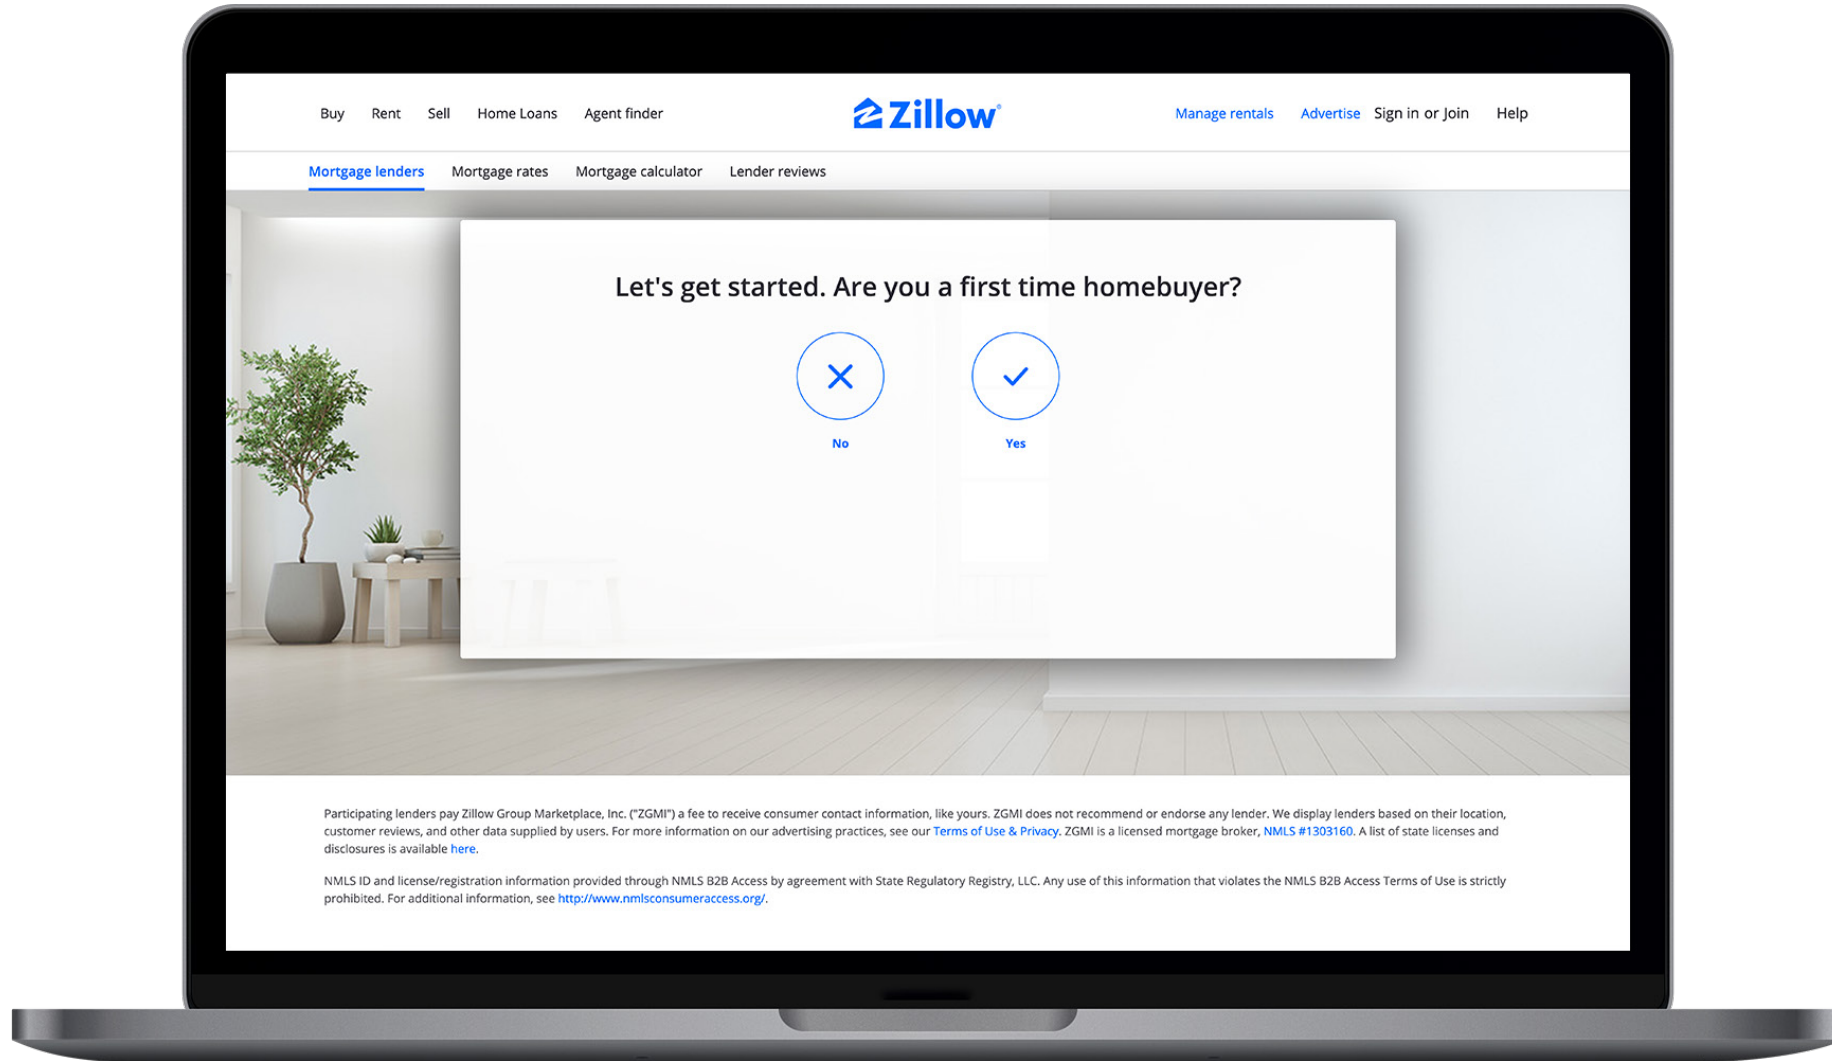 Buy Rent Sell Home Loans Agent finder Zillow® Manage rentals Advertise Sign in or Join Help
Mortgage lenders Mortgage rates Mortgage calculator Lender reviews
Let's get started. Are you a first time homebuyer?
No Yes
Participating lenders pay Zillow Group Marketplace, Inc. ("ZGMI") a fee to receive consumer contact information, like yours. ZGMI does not recommend or endorse any lender. We display lenders based on their location,
customer reviews, and other data supplied by users. For more information on our advertising practices, see our Terms of Use & Privacy. ZGMI is a licensed mortgage broker, NMLS #1303160. A list of state licenses and
disclosures is available here.
NMLS ID and license/registration information provided through NMLS B2B Access by agreement with State Regulatory Registry, LLC. Any use of this information that violates the NMLS B2B Access Terms of Use is strictly
prohibited. For additional information, see http://www.nmlsconsumeraccess.org/.